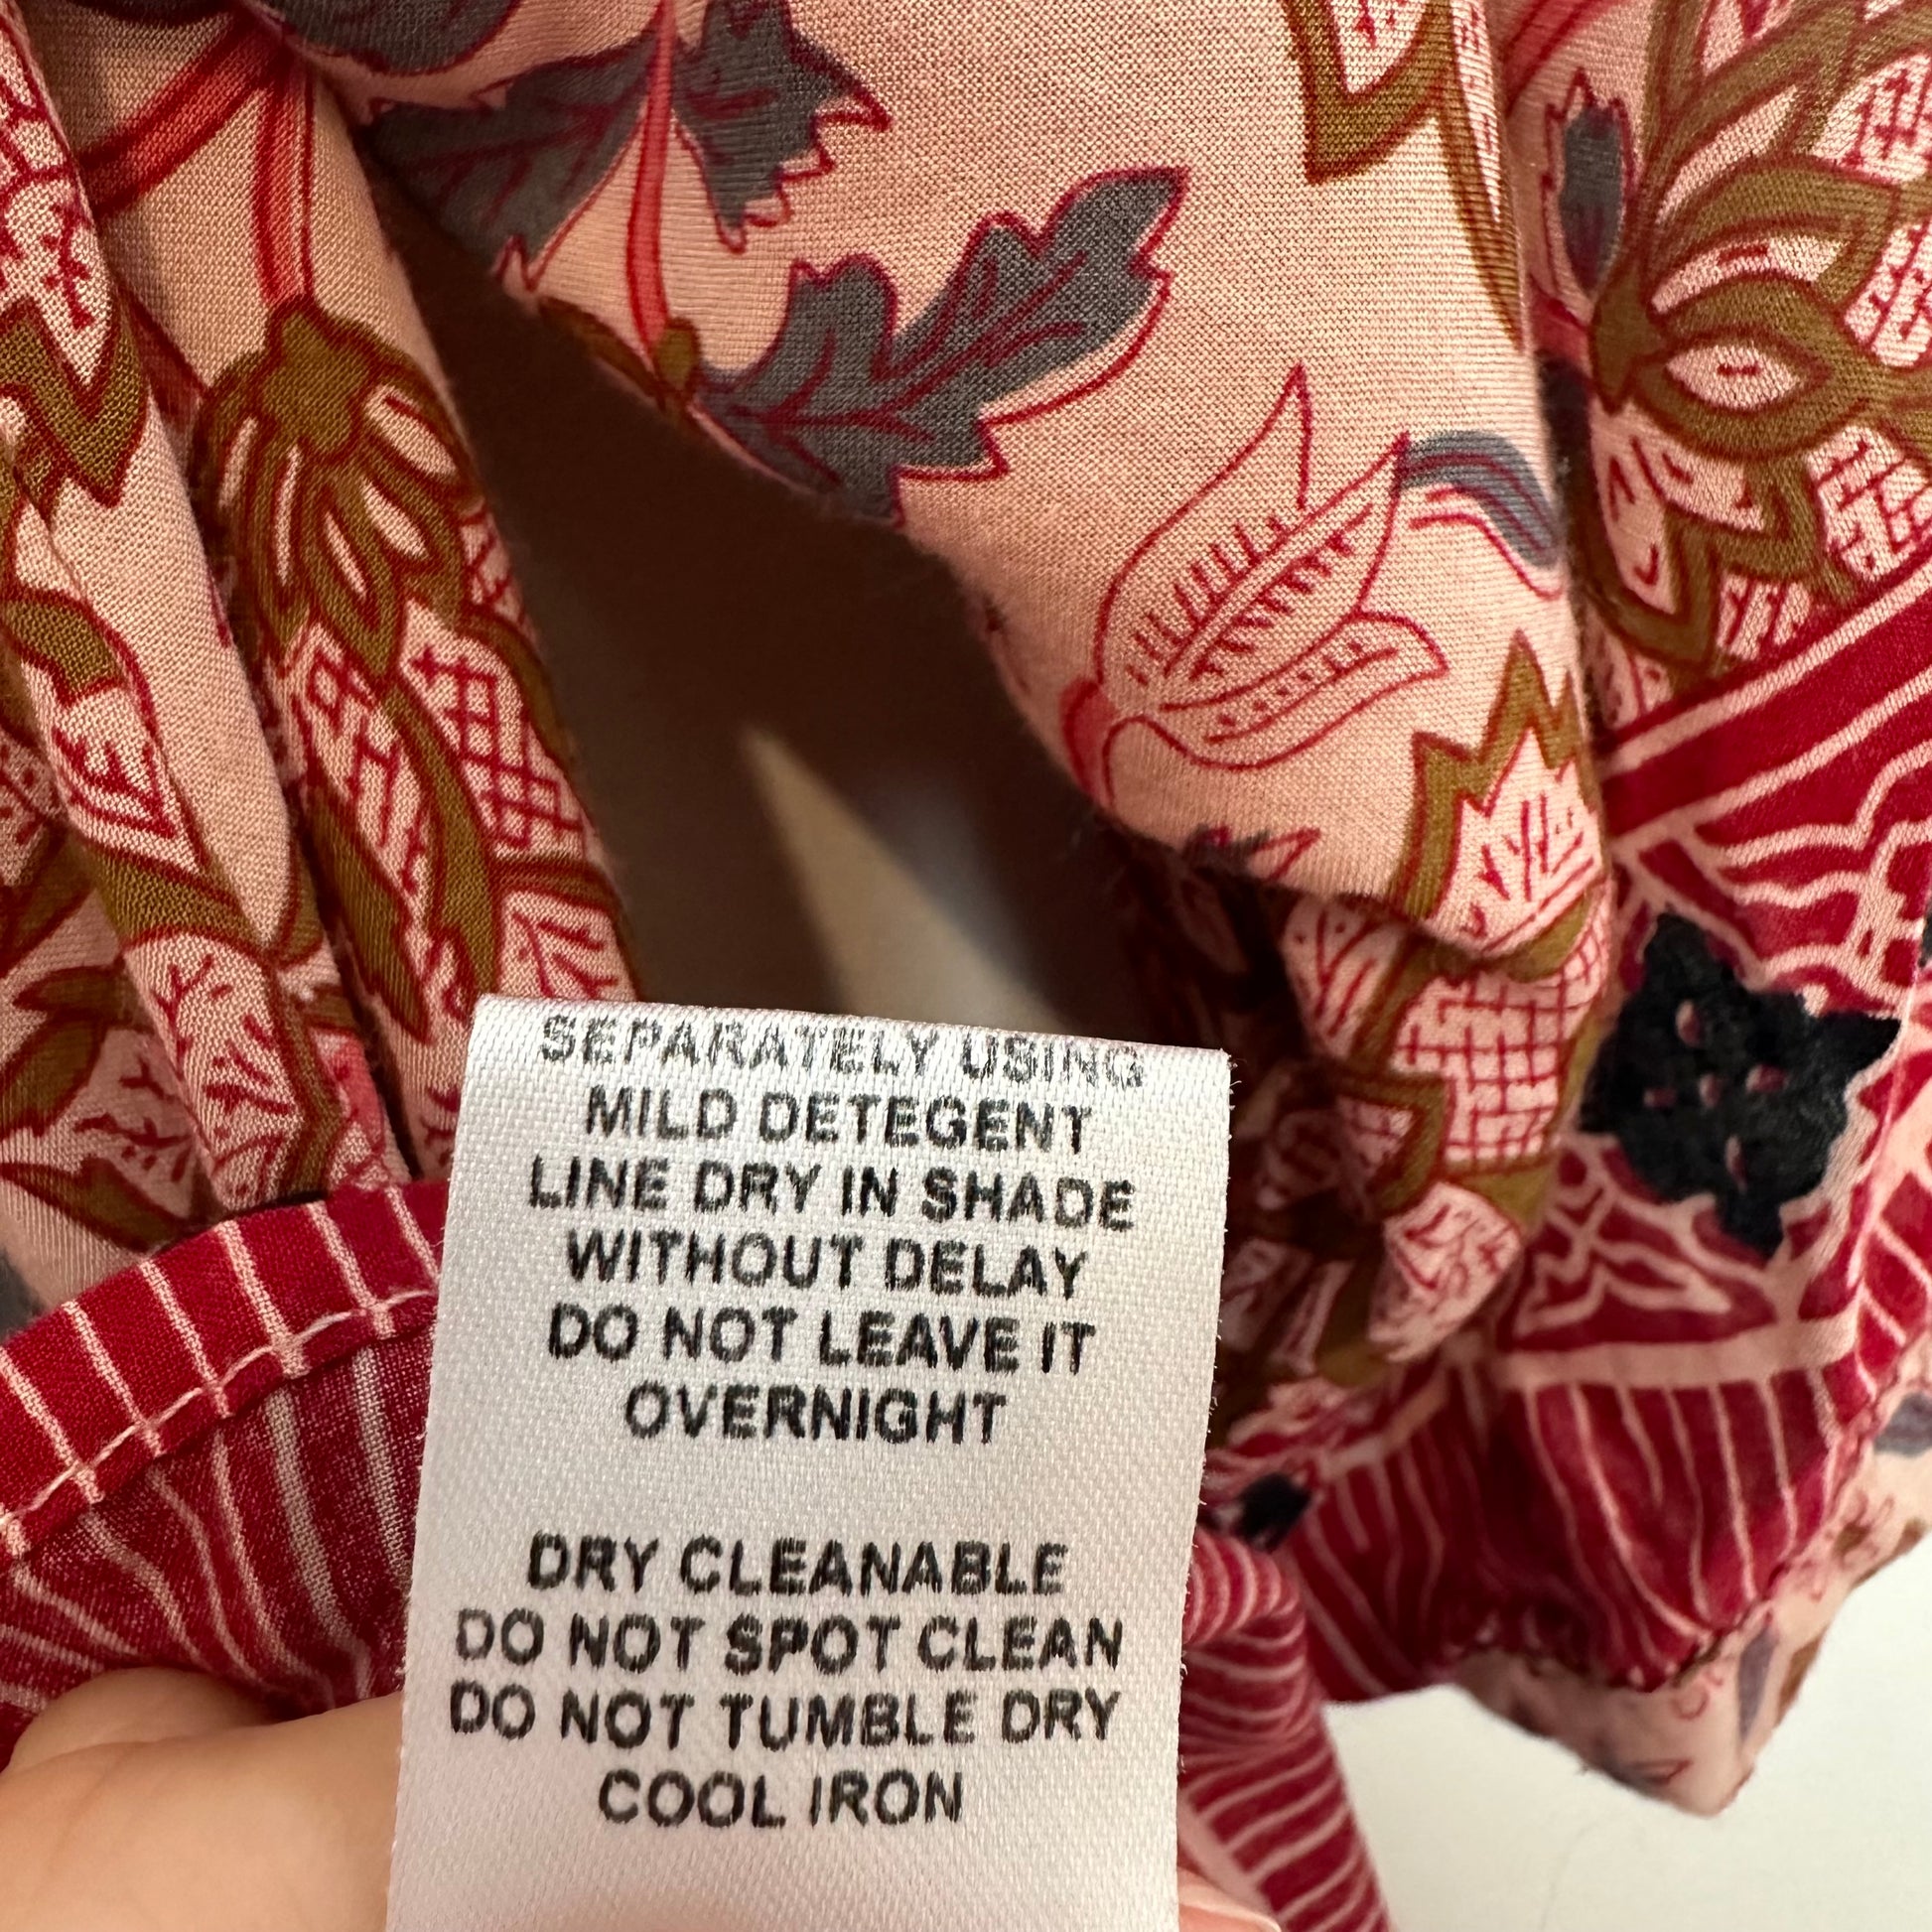 SEPARATELY USING
MILD DETEGENT
LINE DRY IN SHADE
WITHOUT DELAY
DO NOT LEAVE IT
OVERNIGHT
DRY CLEANABLE
DO NOT SPOT CLEAN
DO NOT TUMBLE DRY
COOL IRON